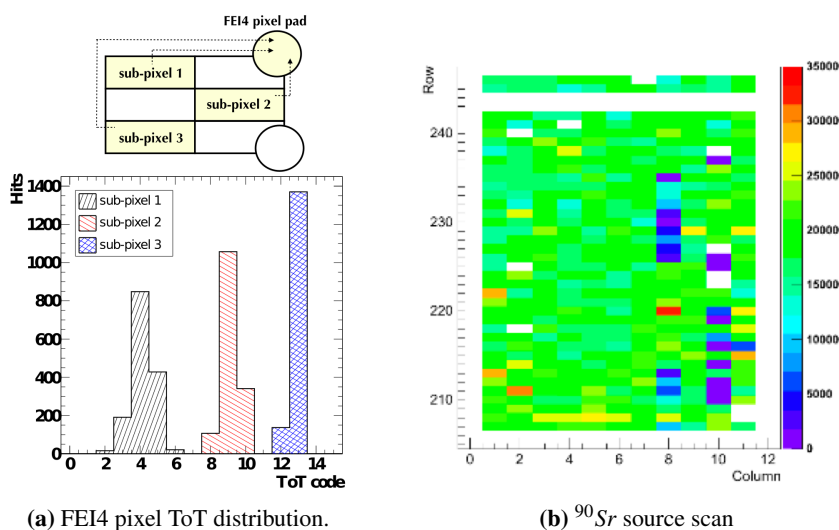 FEI4 pixel pad
sub-pixel 1
sub-pixel 2
sub-pixel 3
Hits
1400
1200
1000
800
600
400
200
0
sub-pixel 1
sub-pixel 2
sub-pixel 3
0 2 4 6 8 10 12 14
ToT code
(a) FEI4 pixel ToT distribution.
Row
240
230
220
210
0 2 4 6 8 10 12
Column
35000
30000
25000
20000
15000
10000
5000
0
(b) ⁹⁰Sr source scan